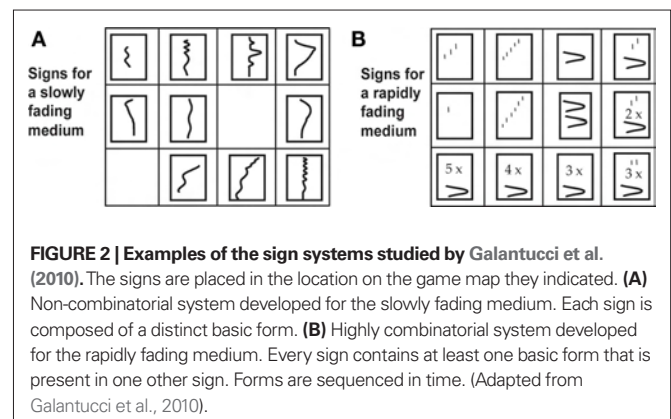 A
Signs for
a slowly
fading
medium
B
Signs for
a rapidly
fading
medium
2x
5 x
4 x
3 x
3 x
FIGURE 2 | Examples of the sign systems studied by Galantucci et al.
(2010). The signs are placed in the location on the game map they indicated. (A)
Non-combinatorial system developed for the slowly fading medium. Each sign is
composed of a distinct basic form. (B) Highly combinatorial system developed
for the rapidly fading medium. Every sign contains at least one basic form that is
present in one other sign. Forms are sequenced in time. (Adapted from
Galantucci et al., 2010).